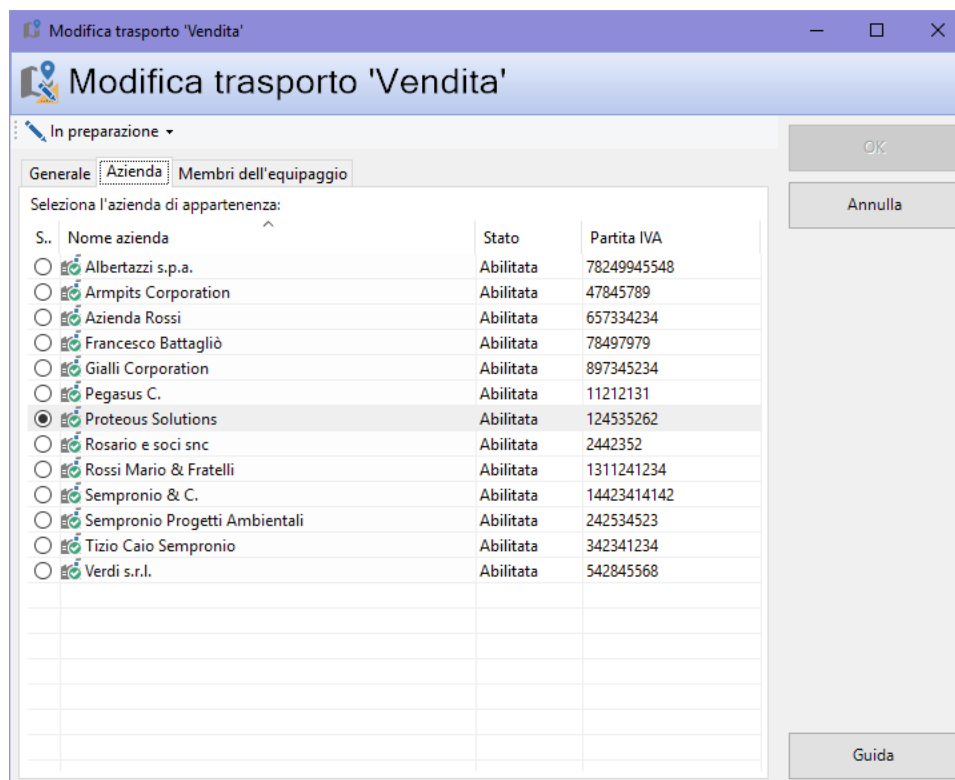 Modifica trasporto 'Vendita'
Modifica trasporto 'Vendita'
In preparazione
OK
Generale Azienda Membri dell'equipaggio
Annulla
Seleziona l'azienda di appartenenza:
S.. Nome azienda Stato Partita IVA
Albertazzi s.p.a. Abilitata 78249945548
Armpits Corporation Abilitata 47845789
Azienda Rossi Abilitata 657334234
Francesco Battagliò Abilitata 78497979
Gialli Corporation Abilitata 897345234
Pegasus C. Abilitata 11212131
Proteous Solutions Abilitata 124535262
Rosario e soci snc Abilitata 2442352
Rossi Mario & Fratelli Abilitata 1311241234
Sempronio & C. Abilitata 14423414142
Sempronio Progetti Ambientali Abilitata 242534523
Tizio Caio Sempronio Abilitata 342341234
Verdi s.r.l. Abilitata 542845568
Guida